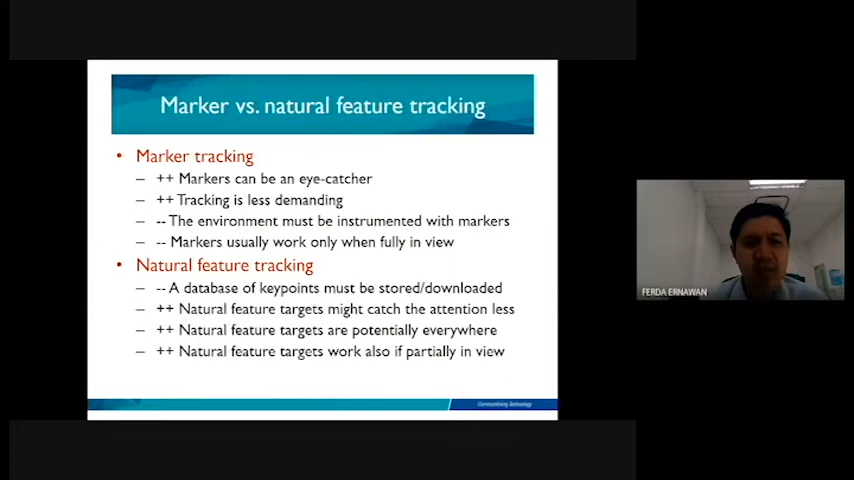 Marker vs. natural feature tracking
• Marker tracking
– ++ Markers can be an eye-catcher
– ++ Tracking is less demanding
– -- The environment must be instrumented with markers
– -- Markers usually work only when fully in view
• Natural feature tracking
– -- A database of keypoints must be stored/downloaded
– ++ Natural feature targets might catch the attention less
– ++ Natural feature targets are potentially everywhere
– ++ Natural feature targets work also if partially in view
Communitising Technology
FERDA ERNAWAN